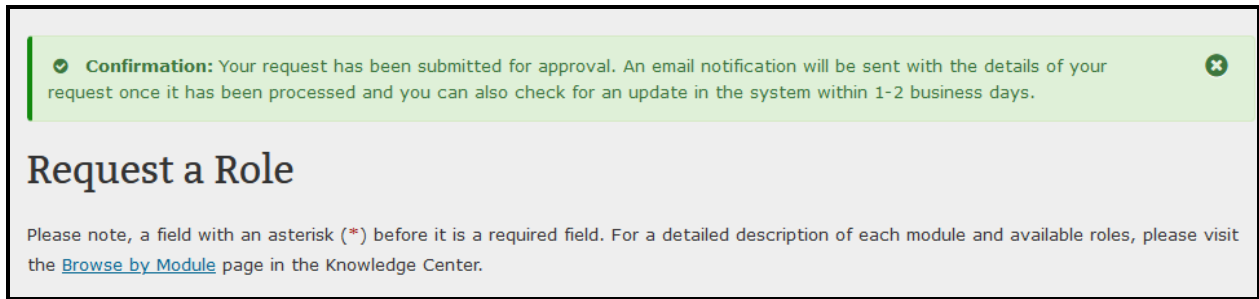 Confirmation: Your request has been submitted for approval. An email notification will be sent with the details of your
request once it has been processed and you can also check for an update in the system within 1-2 business days.
Request a Role
Please note, a field with an asterisk (*) before it is a required field. For a detailed description of each module and available roles, please visit
the Browse by Module page in the Knowledge Center.